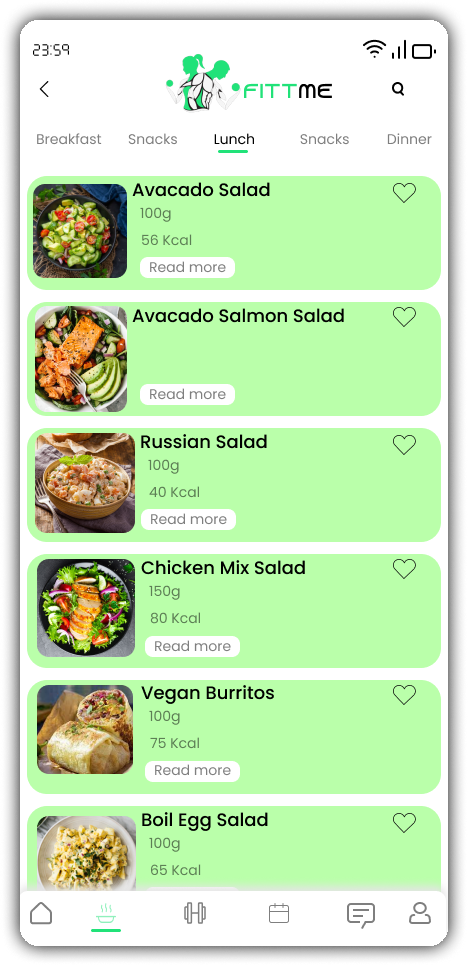 23:59
FITTME
Breakfast Snacks Lunch Snacks Dinner
Avacado Salad
100g
56 Kcal
Read more
Avacado Salmon Salad
Read more
Russian Salad
100g
40 Kcal
Read more
Chicken Mix Salad
150g
80 Kcal
Read more
Vegan Burritos
100g
75 Kcal
Read more
Boil Egg Salad
100g
65 Kcal